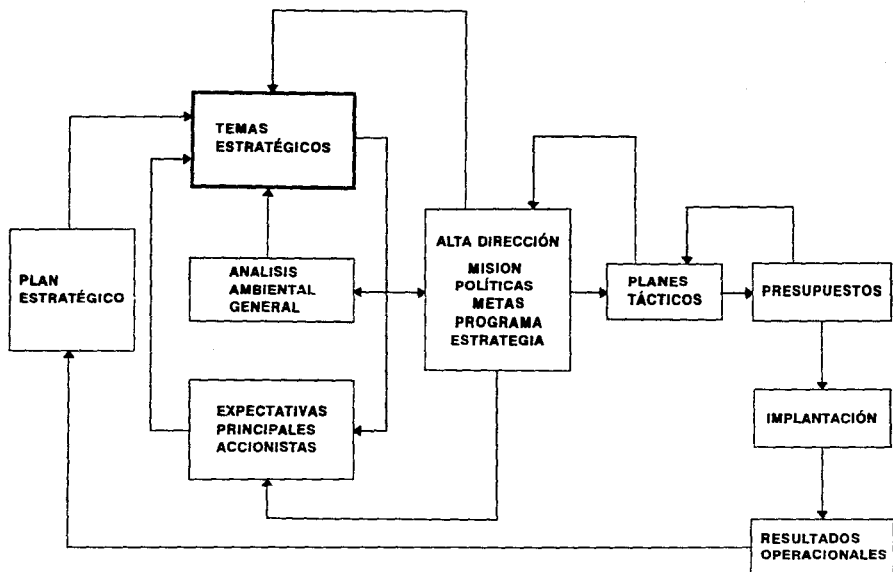 TEMAS
ESTRATÉGICOS
PLAN
ESTRATÉGICO
ANALISIS
AMBIENTAL
GENERAL
EXPECTATIVAS
PRINCIPALES
ACCIONISTAS
ALTA DIRECCIÓN
MISION
POLÍTICAS
METAS
PROGRAMA
ESTRATEGIA
PLANES
TÁCTICOS
PRESUPUESTOS
IMPLANTACIÓN
RESULTADOS
OPERACIONALES